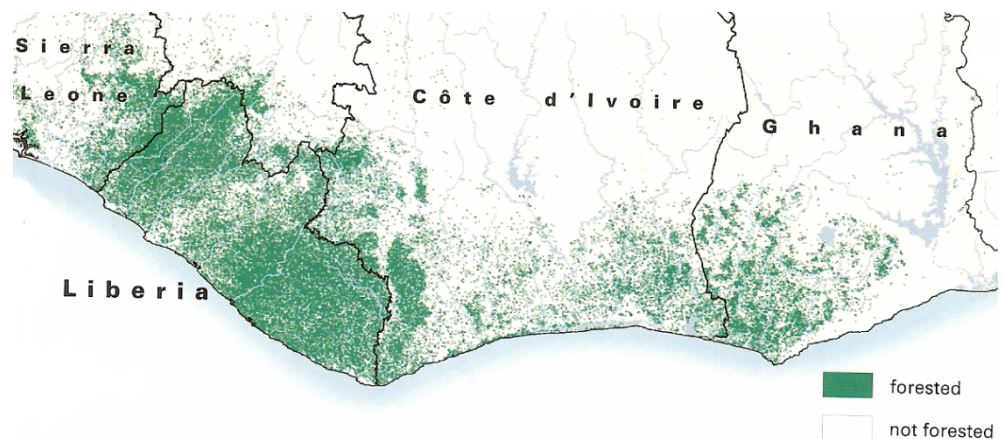 Sierra
Leone
Côte d'Ivoire
Ghana
Liberia
forested
not forested